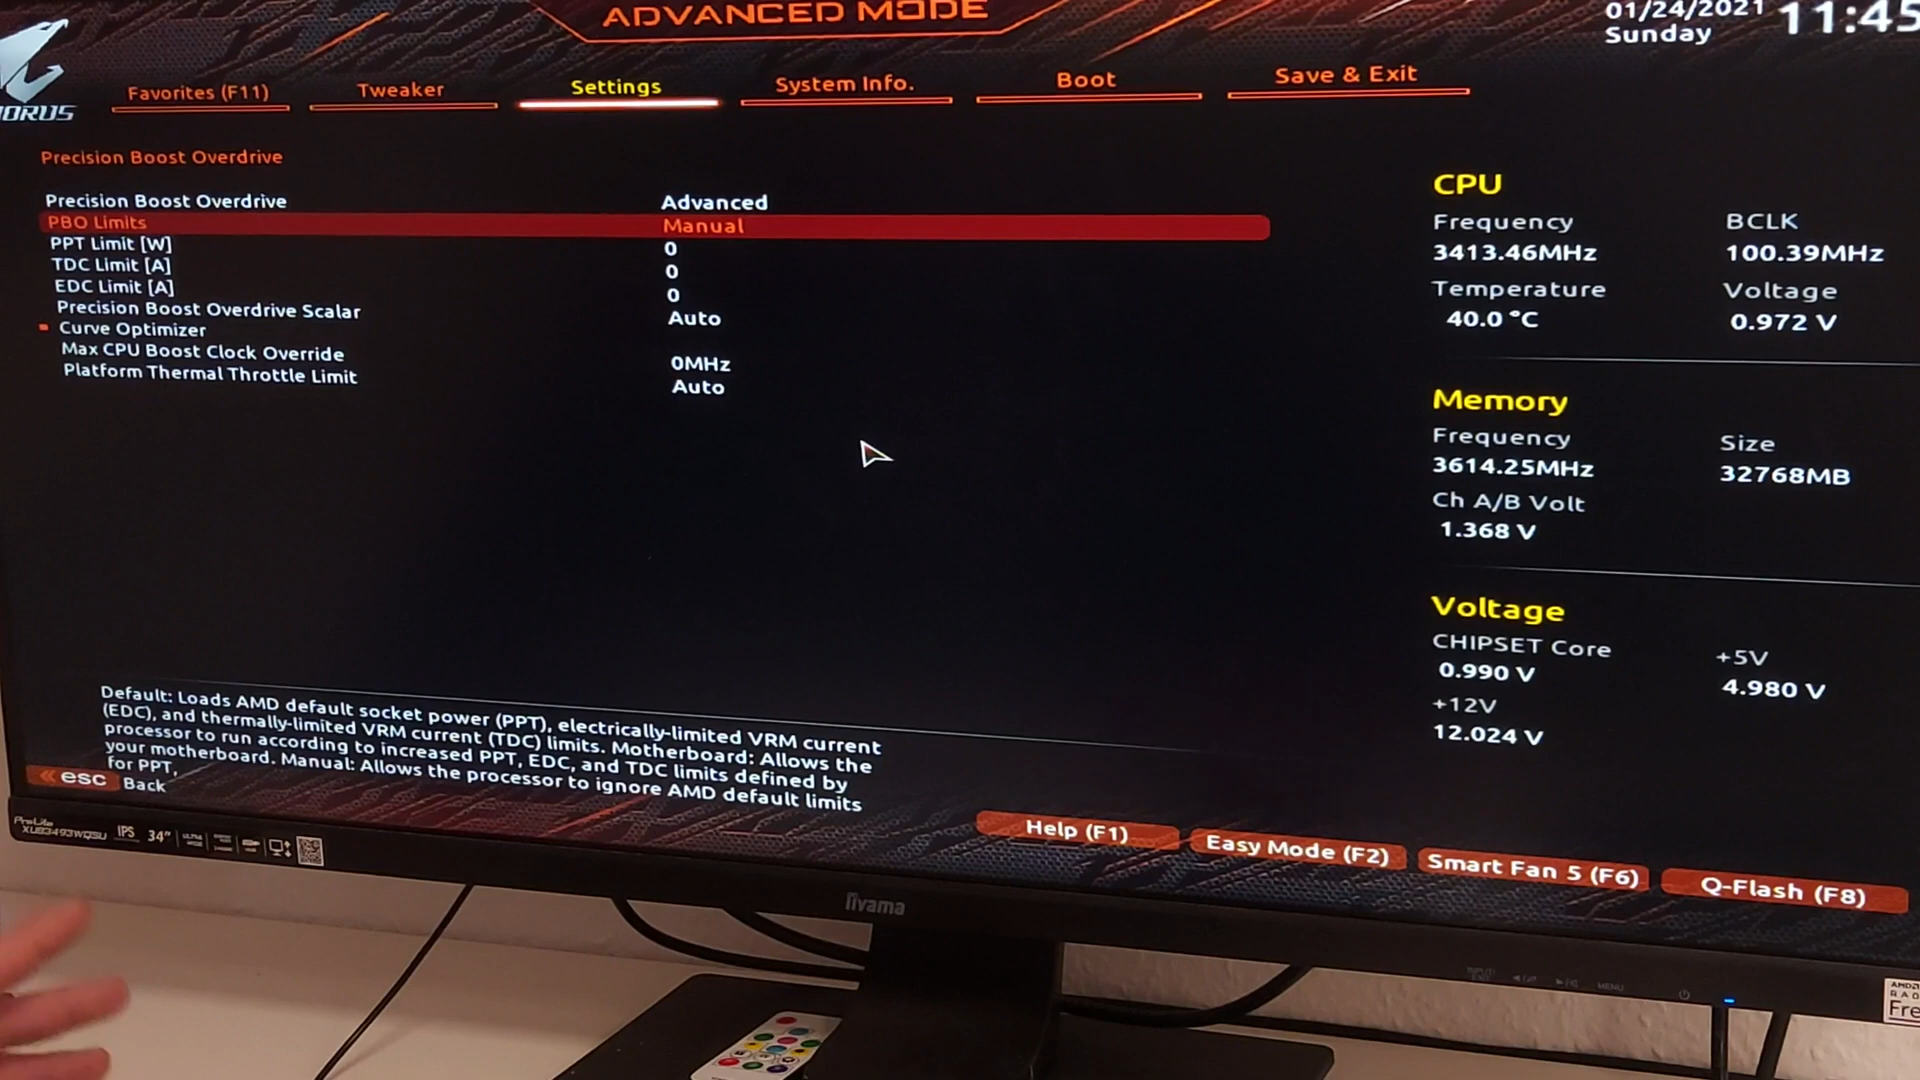 ADVANCED MODE
01/24/2021
Sunday
11:45
ORUS
Favorites (F11)
Tweaker
Settings
System Info.
Boot
Save & Exit
Precision Boost Overdrive
Precision Boost Overdrive Advanced
PBO Limits Manual
PPT Limit [W] 0
TDC Limit [A] 0
EDC Limit [A] 0
Precision Boost Overdrive Scalar Auto
Curve Optimizer
Max CPU Boost Clock Override 0MHz
Platform Thermal Throttle Limit Auto
CPU
Frequency BCLK
3413.46MHz 100.39MHz
Temperature Voltage
40.0 °C 0.972 V
Memory
Frequency Size
3614.25MHz 32768MB
Ch A/B Volt
1.368 V
Voltage
CHIPSET Core +5V
0.990 V 4.980 V
+12V
12.024 V
Default: Loads AMD default socket power (PPT), electrically-limited VRM current
(EDC), and thermally-limited VRM current (TDC) limits. Motherboard: Allows the
processor to run according to increased PPT, EDC, and TDC limits defined by
your motherboard. Manual: Allows the processor to ignore AMD default limits
for PPT,
esc Back
Help (F1)
Easy Mode (F2)
Smart Fan 5 (F6)
Q-Flash (F8)
ProLite
XUB3493WQSU
IPS
34"
iiyama
MENU
AMD
Fre